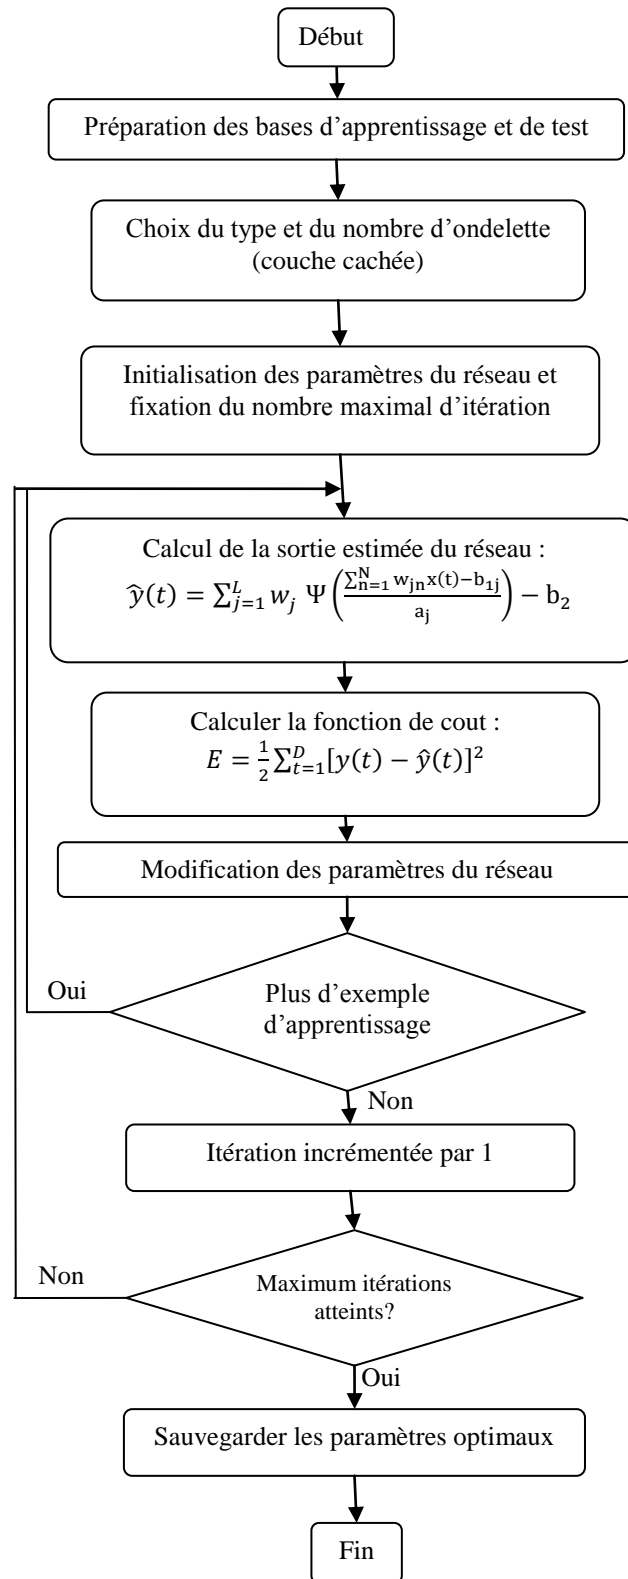 Début
Préparation des bases d’apprentissage et de test
Choix du type et du nombre d’ondelette
(couche cachée)
Initialisation des paramètres du réseau et
fixation du nombre maximal d’itération
Calcul de la sortie estimée du réseau :
ŷ(t) = ∑_{j=1}^{L} w_j Ψ((∑_{n=1}^{N} w_{jn}x(t)−b_{1j})/a_j) − b_2
Calculer la fonction de cout :
E = 1/2 ∑_{t=1}^{D}[y(t) − ŷ(t)]²
Modification des paramètres du réseau
Oui
Plus d’exemple
d’apprentissage
Non
Itération incrémentée par 1
Non
Maximum itérations
atteints?
Oui
Sauvegarder les paramètres optimaux
Fin